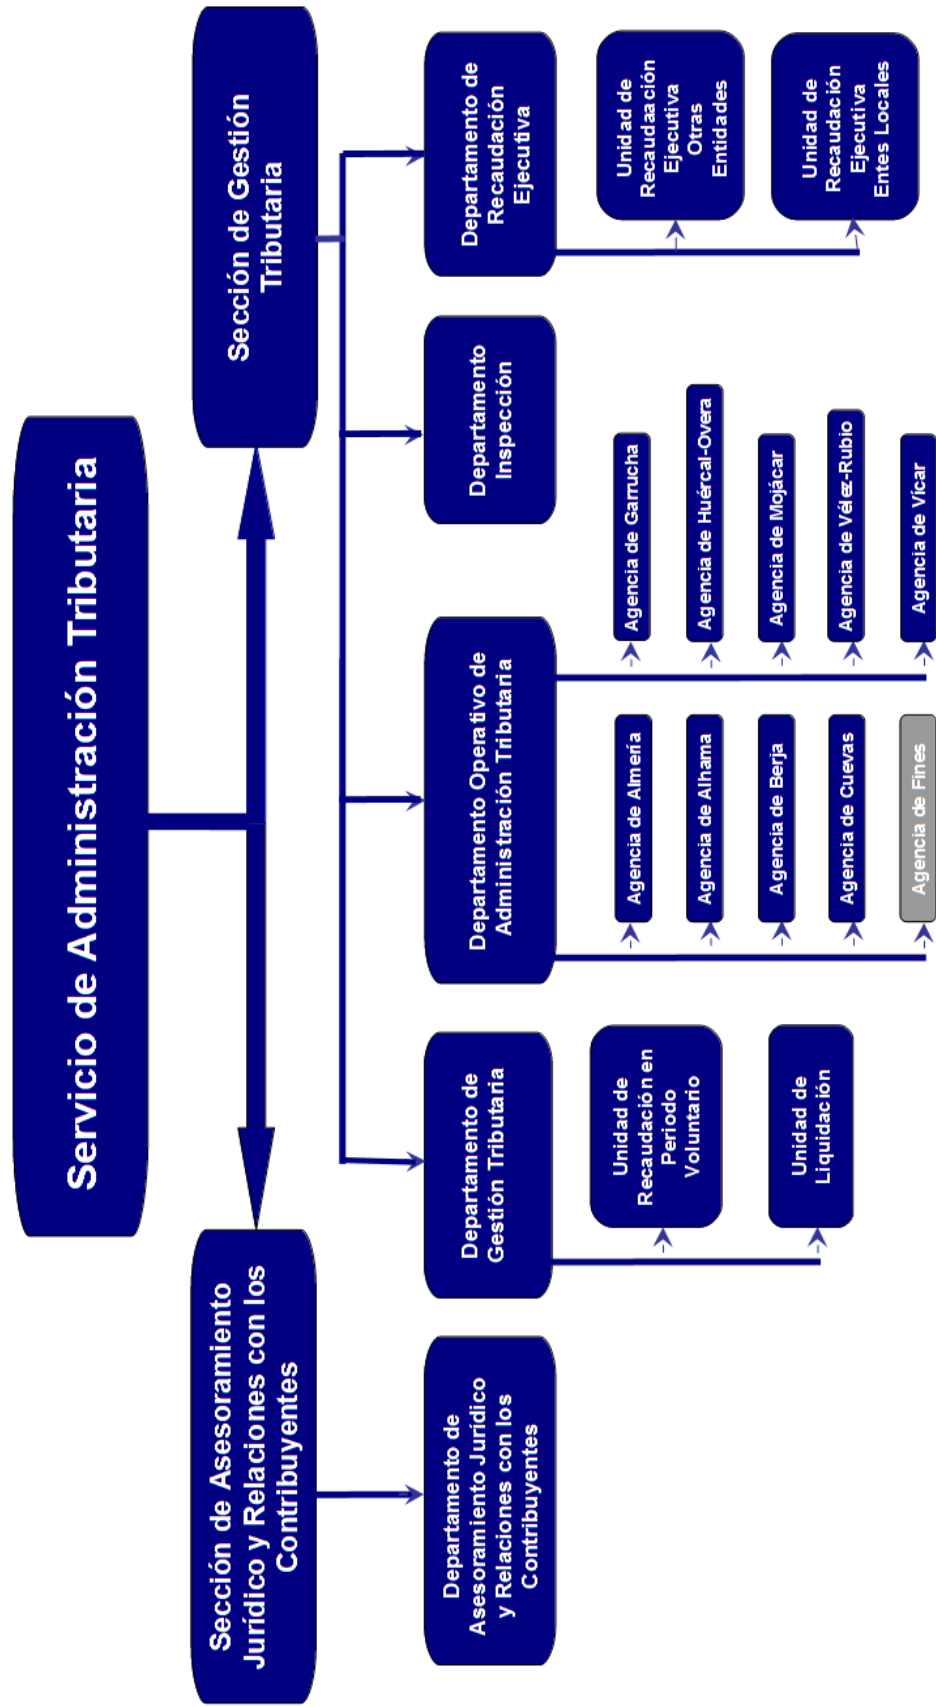 Servicio de Administración Tributaria
Sección de Asesoramiento
Jurídico y Relaciones con los
Contribuyentes
Sección de Gestión
Tributaria
Departamento de
Asesoramiento Jurídico
y Relaciones con los
Contribuyentes
Departamento de
Gestión Tributaria
Departamento Operativo de
Administración Tributaria
Departamento
Inspección
Departamento de
Recaudación
Ejecutiva
Unidad de
Recaudación en
Periodo
Voluntario
Unidad de
Liquidación
Agencia de Almería
Agencia de Alhama
Agencia de Berja
Agencia de Cuevas
Agencia de Fines
Agencia de Garrucha
Agencia de Huércal-Overa
Agencia de Mojácar
Agencia de Vélez-Rubio
Agencia de Vícar
Unidad de
Recaudaación
Ejecutiva
Otras
Entidades
Unidad de
Recaudación
Ejecutiva
Entes Locales